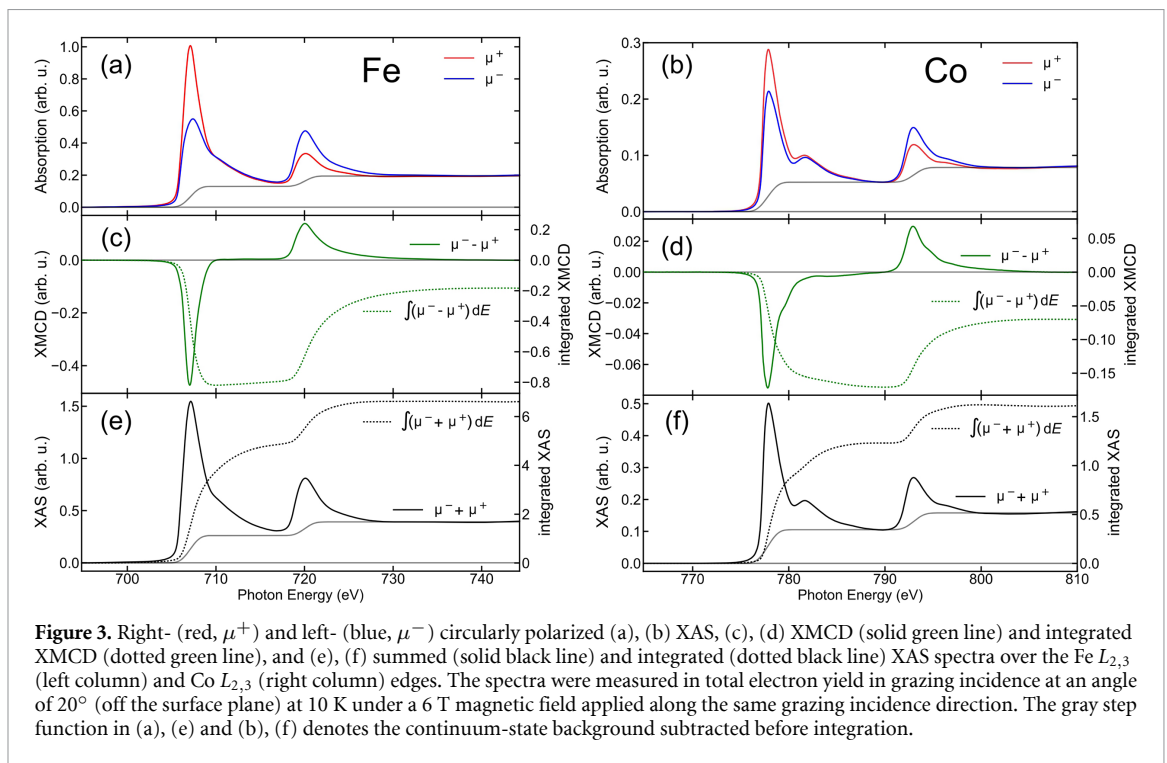 (a)
Fe
μ+
μ−
Absorption (arb. u.)
1.0
0.8
0.6
0.4
0.2
0.0
(b)
Co
μ+
μ−
Absorption (arb. u.)
0.3
0.2
0.1
0.0
(c)
μ− - μ+
∫(μ− - μ+) dE
XMCD (arb. u.)
0.0
−0.2
−0.4
integrated XMCD
0.2
0.0
−0.2
−0.4
−0.6
−0.8
(d)
μ− - μ+
∫(μ− - μ+) dE
XMCD (arb. u.)
0.02
0.00
−0.02
−0.04
−0.06
integrated XMCD
0.05
0.00
−0.05
−0.10
−0.15
(e)
∫(μ− + μ+) dE
μ− + μ+
XAS (arb. u.)
1.5
1.0
0.5
0.0
integrated XAS
6
4
2
0
700 710 720 730 740
Photon Energy (eV)
(f)
∫(μ− + μ+) dE
μ− + μ+
XAS (arb. u.)
0.5
0.4
0.3
0.2
0.1
0.0
integrated XAS
1.5
1.0
0.5
0.0
770 780 790 800 810
Photon Energy (eV)
Figure 3. Right- (red, μ+) and left- (blue, μ−) circularly polarized (a), (b) XAS, (c), (d) XMCD (solid green line) and integrated
XMCD (dotted green line), and (e), (f) summed (solid black line) and integrated (dotted black line) XAS spectra over the Fe L2,3
(left column) and Co L2,3 (right column) edges. The spectra were measured in total electron yield in grazing incidence at an angle
of 20° (off the surface plane) at 10 K under a 6 T magnetic field applied along the same grazing incidence direction. The gray step
function in (a), (e) and (b), (f) denotes the continuum-state background subtracted before integration.